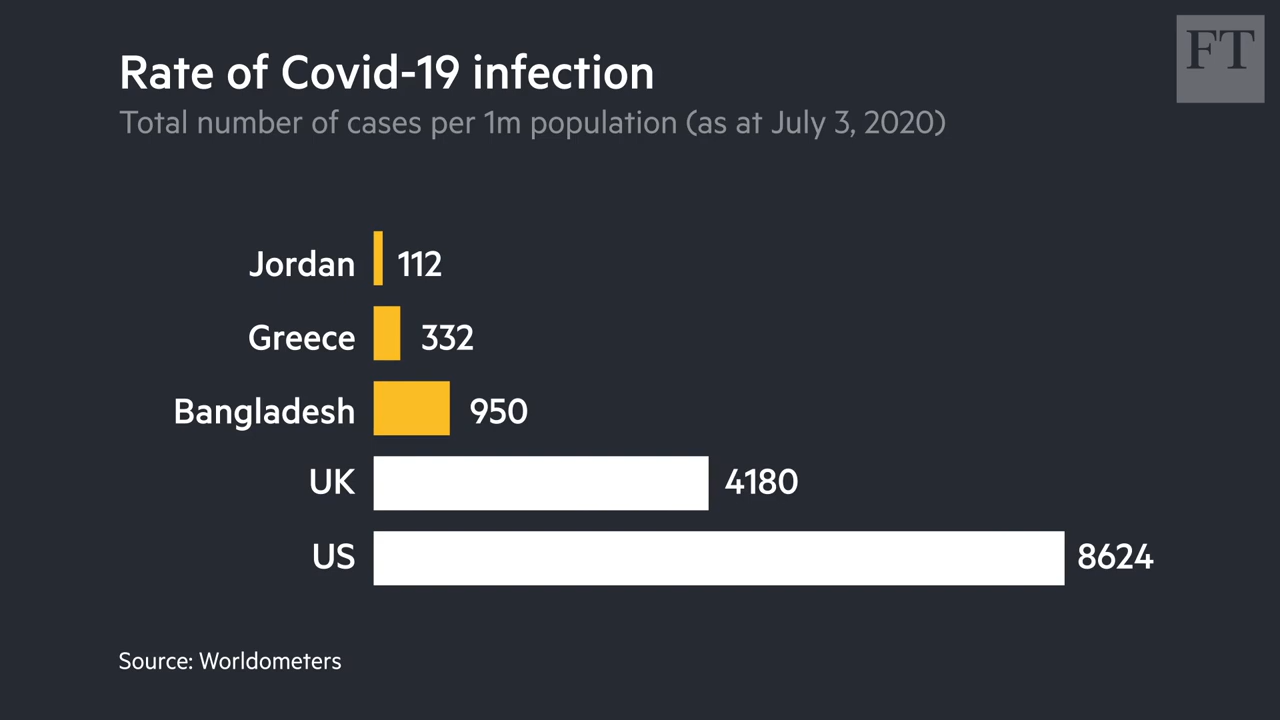 FT
Rate of Covid-19 infection
Total number of cases per 1m population (as at July 3, 2020)
Jordan 112
Greece 332
Bangladesh 950
UK 4180
US 8624
Source: Worldometers